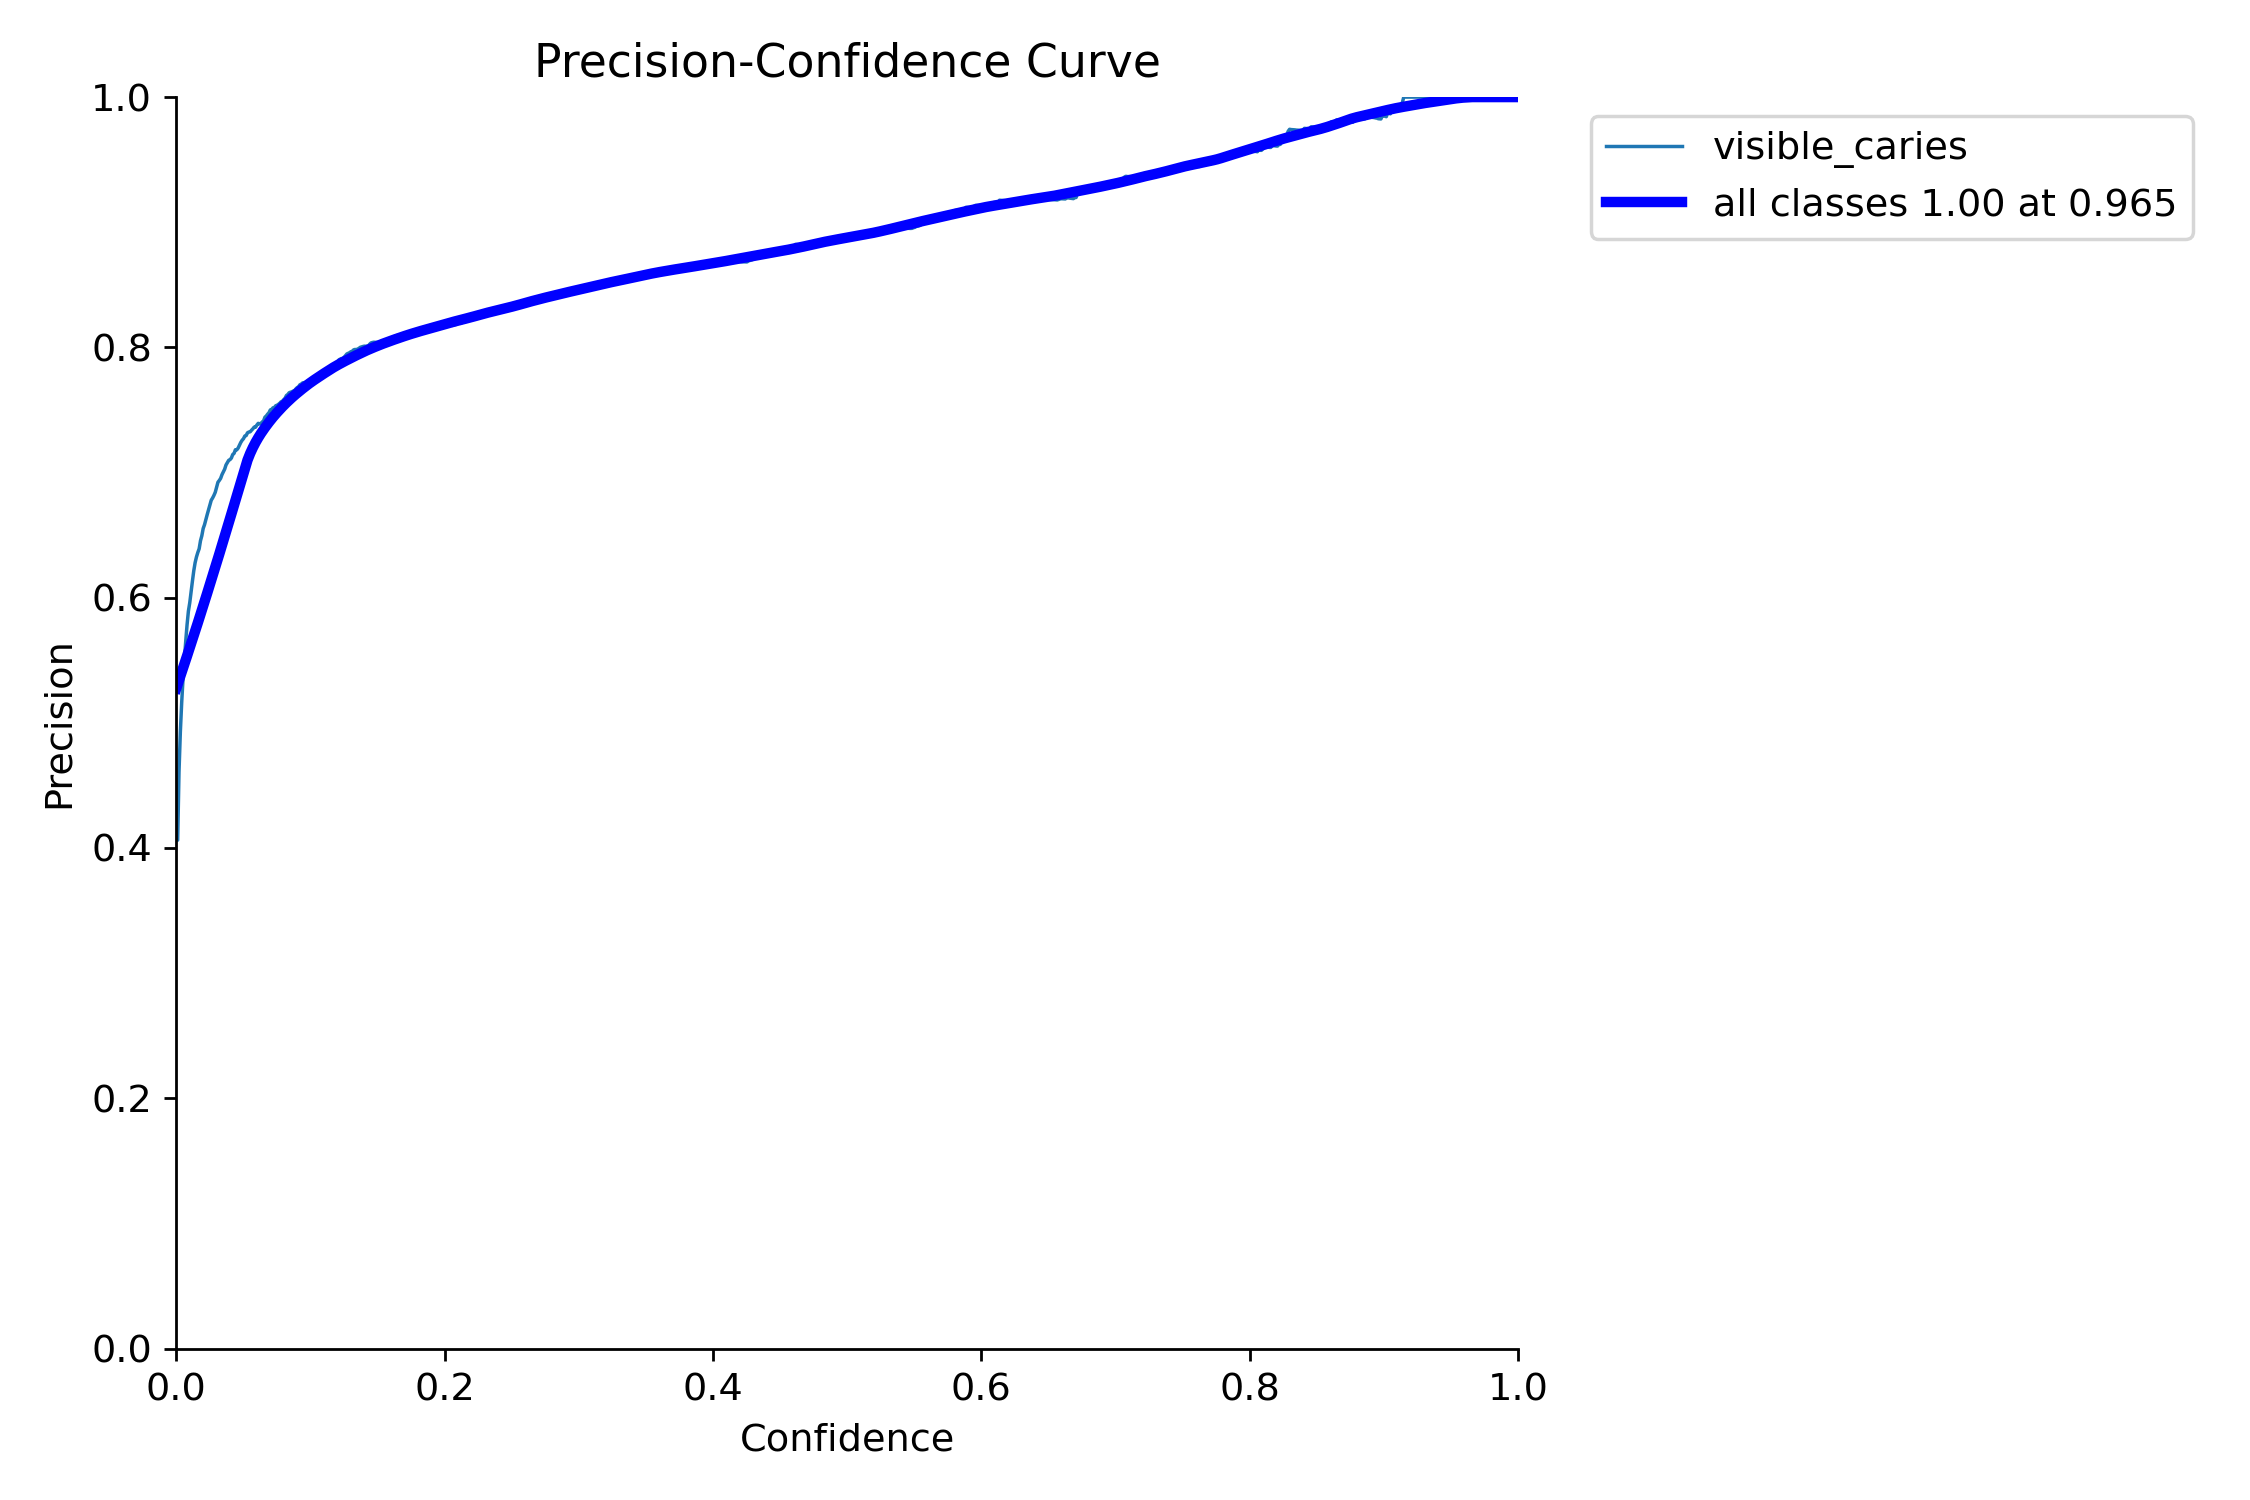 Precision-Confidence Curve
1.0
0.8
0.6
0.4
0.2
0.0
Precision
0.0 0.2 0.4 0.6 0.8 1.0
Confidence
visible_caries
all classes 1.00 at 0.965